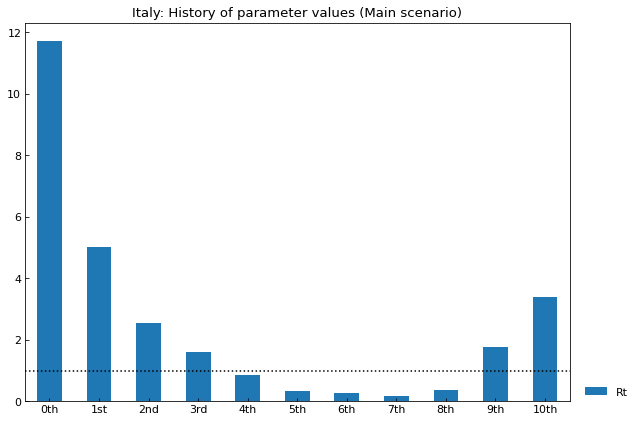 Italy: History of parameter values (Main scenario)
12
10
8
6
4
2
0
0th 1st 2nd 3rd 4th 5th 6th 7th 8th 9th 10th
Rt